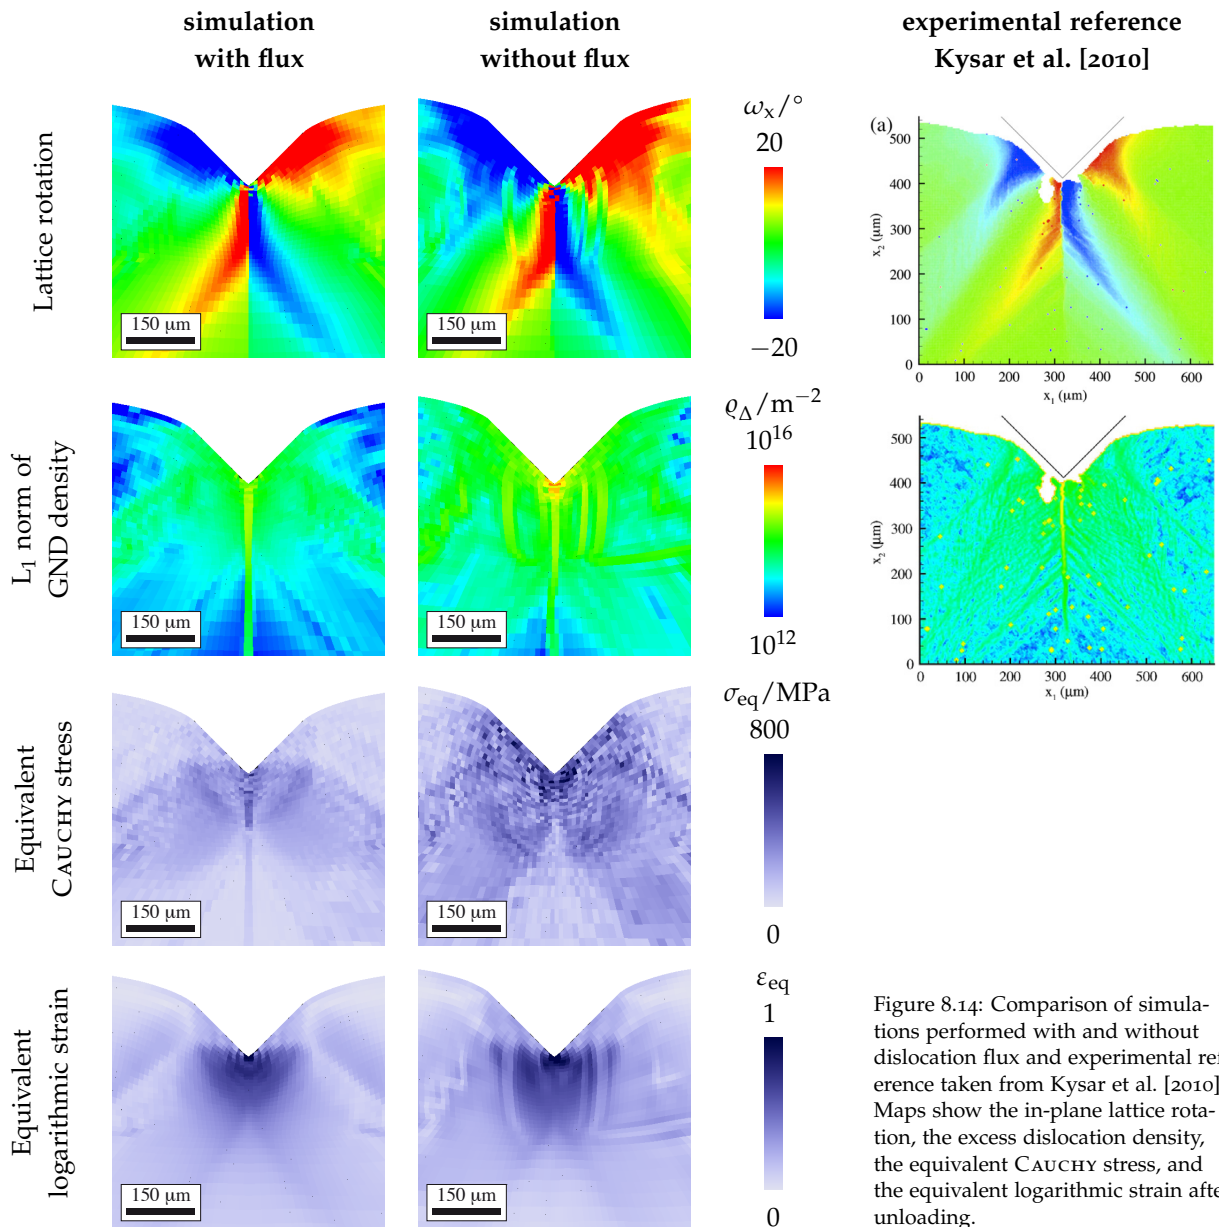 simulation
with flux
simulation
without flux
experimental reference
Kysar et al. [2010]
Lattice rotation
150 µm
150 µm
ωx/°
20
−20
(a)
500
400
300
200
100
0
x2 (µm)
0 100 200 300 400 500 600
x1 (µm)
L1 norm of
GND density
150 µm
150 µm
ϱΔ/m−2
1016
1012
500
400
300
200
100
0
x2 (µm)
0 100 200 300 400 500 600
x1 (µm)
Equivalent
CAUCHY stress
150 µm
150 µm
σeq/MPa
800
0
Equivalent
logarithmic strain
150 µm
150 µm
εeq
1
0
Figure 8.14: Comparison of simula-
tions performed with and without
dislocation flux and experimental ref
erence taken from Kysar et al. [2010]
Maps show the in-plane lattice rota-
tion, the excess dislocation density,
the equivalent CAUCHY stress, and
the equivalent logarithmic strain afte
unloading.